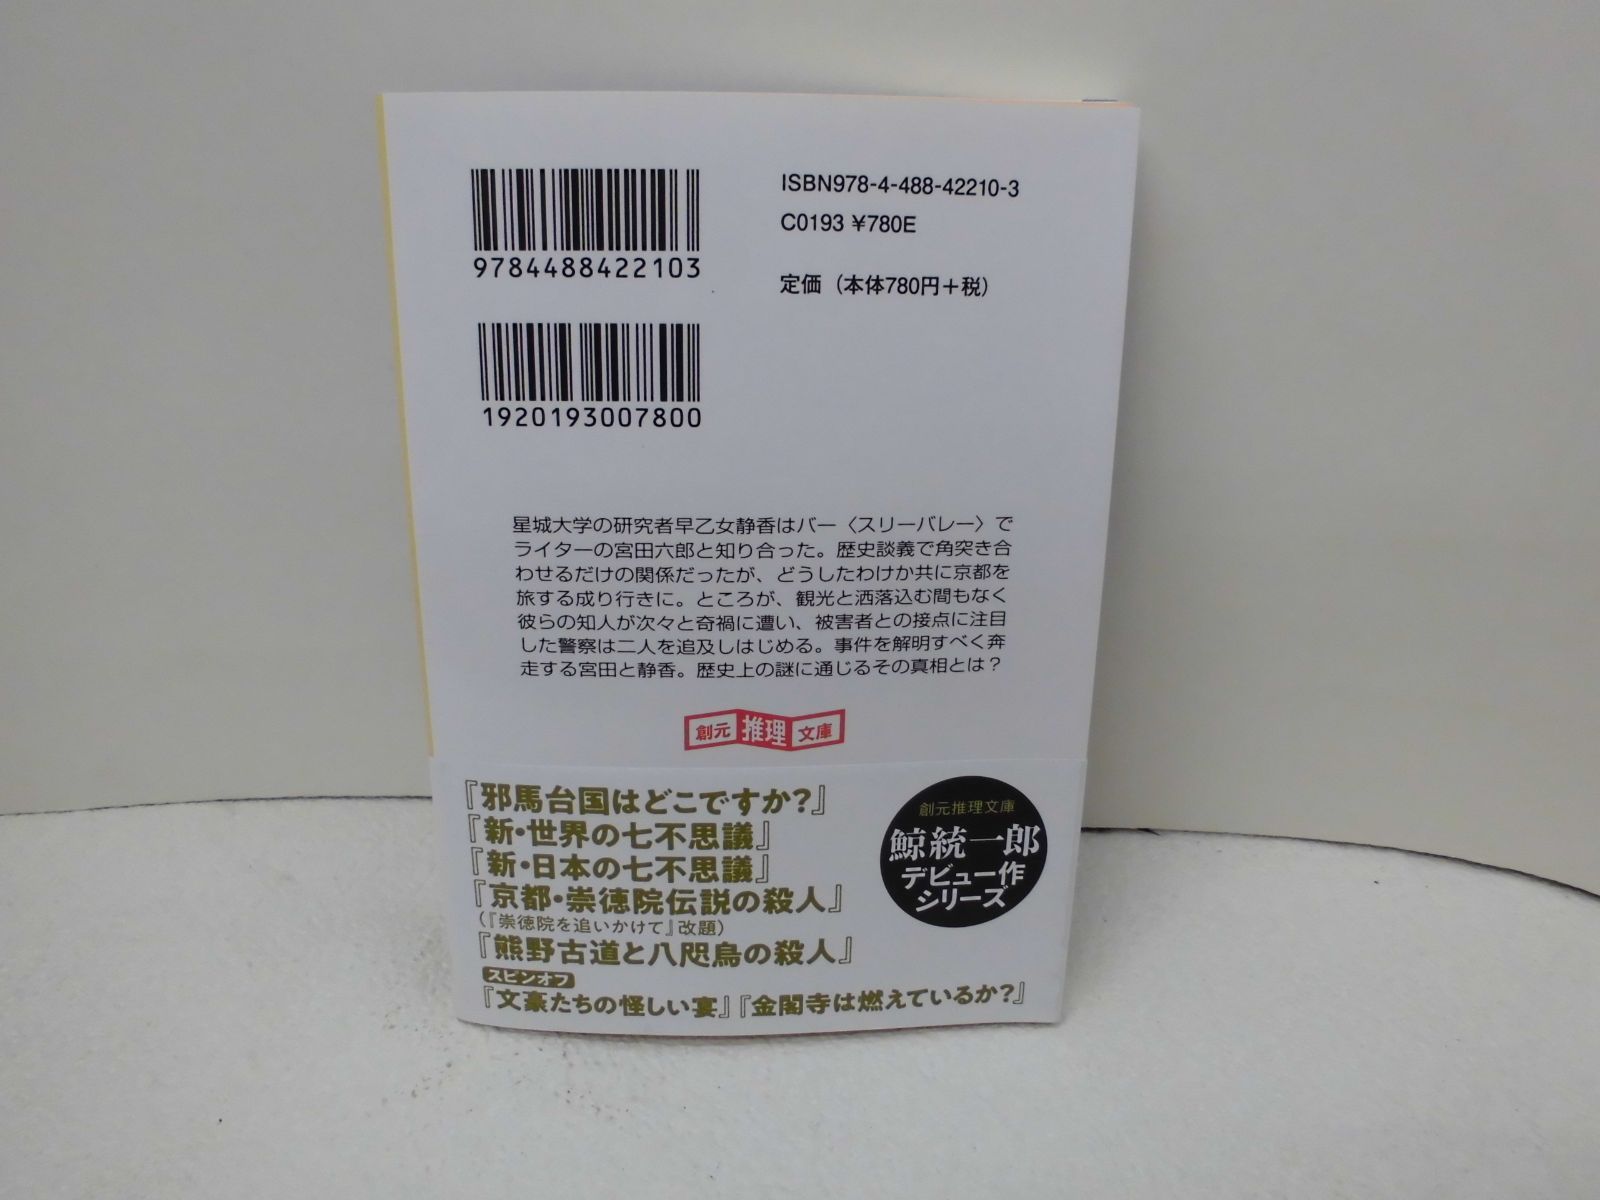 ISBN978-4-488-42210-3
C0193 ¥780E
定価（本体780円+税）
9784488422103
1920193007800
星城大学の研究者早乙女静香はバー〈スリーバレー〉で
ライターの宮田六郎と知り合った。歴史談義で角突き合
わせるだけの関係だったが、どうしたわけか共に京都を
旅する成り行きに。ところが、観光と洒落込む間もなく
彼らの知人が次々と奇禍に遭い、被害者との接点に注目
した警察は二人を追及しはじめる。事件を解明すべく奔
走する宮田と静香。歴史上の謎に通じるその真相とは？
創元推理文庫
『邪馬台国はどこですか？』
『新・世界の七不思議』
『新・日本の七不思議』
『京都・崇徳院伝説の殺人』
（『崇徳院を追いかけて』改題）
『熊野古道と八咫烏の殺人』
スピンオフ
『文豪たちの怪しい宴』『金閣寺は燃えているか？』
創元推理文庫
鯨統一郎
デビュー作
シリーズ